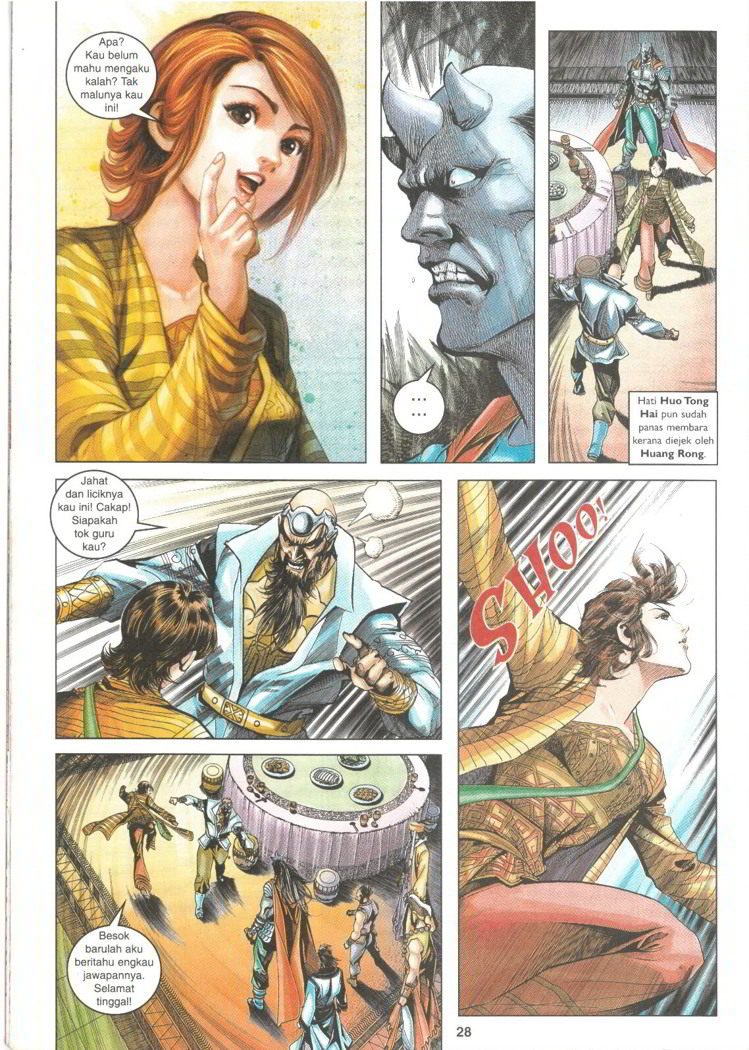 Apa?
Kau belum
mahu mengaku
kalah? Tak
malunya kau
ini!
... 
...
Hati Huo Tong
Hai pun sudah
panas membara
kerana diejek oleh
Huang Rong.
Jahat
dan liciknya
kau ini! Cakap!
Siapakah
tok guru
kau?
SHOO!
Besok
barulah aku
beritahu engkau
jawapannya.
Selamat
tinggal!
28